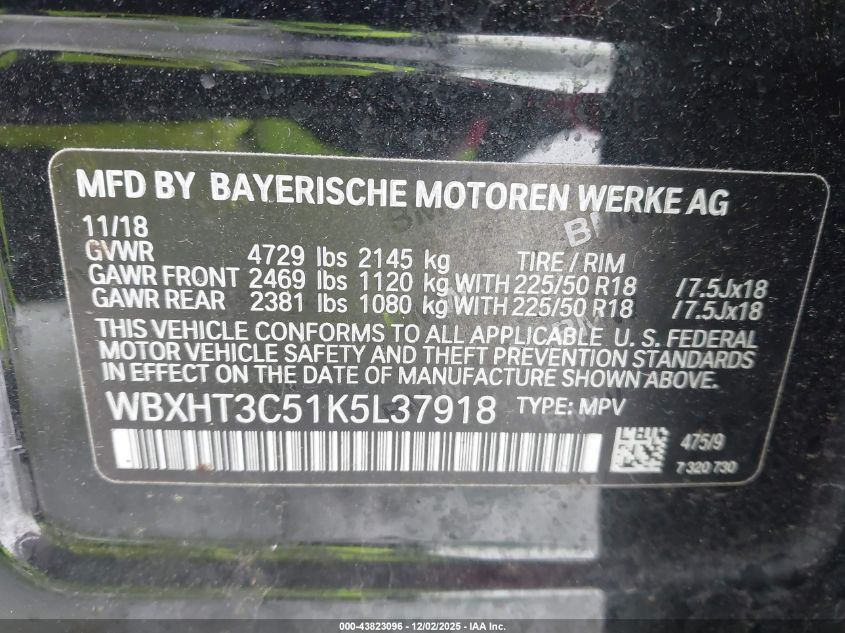 MFD BY BAYERISCHE MOTOREN WERKE AG
11/18
GVWR 4729 lbs 2145 kg TIRE / RIM
GAWR FRONT 2469 lbs 1120 kg WITH 225/50 R18 /7.5Jx18
GAWR REAR 2381 lbs 1080 kg WITH 225/50 R18 /7.5Jx18
THIS VEHICLE CONFORMS TO ALL APPLICABLE U. S. FEDERAL
MOTOR VEHICLE SAFETY AND THEFT PREVENTION STANDARDS
IN EFFECT ON THE DATE OF MANUFACTURE SHOWN ABOVE.
WBXHT3C51K5L37918 TYPE: MPV
475/9
7 320 730
000-43823096 - 12/02/2025 - IAA Inc.